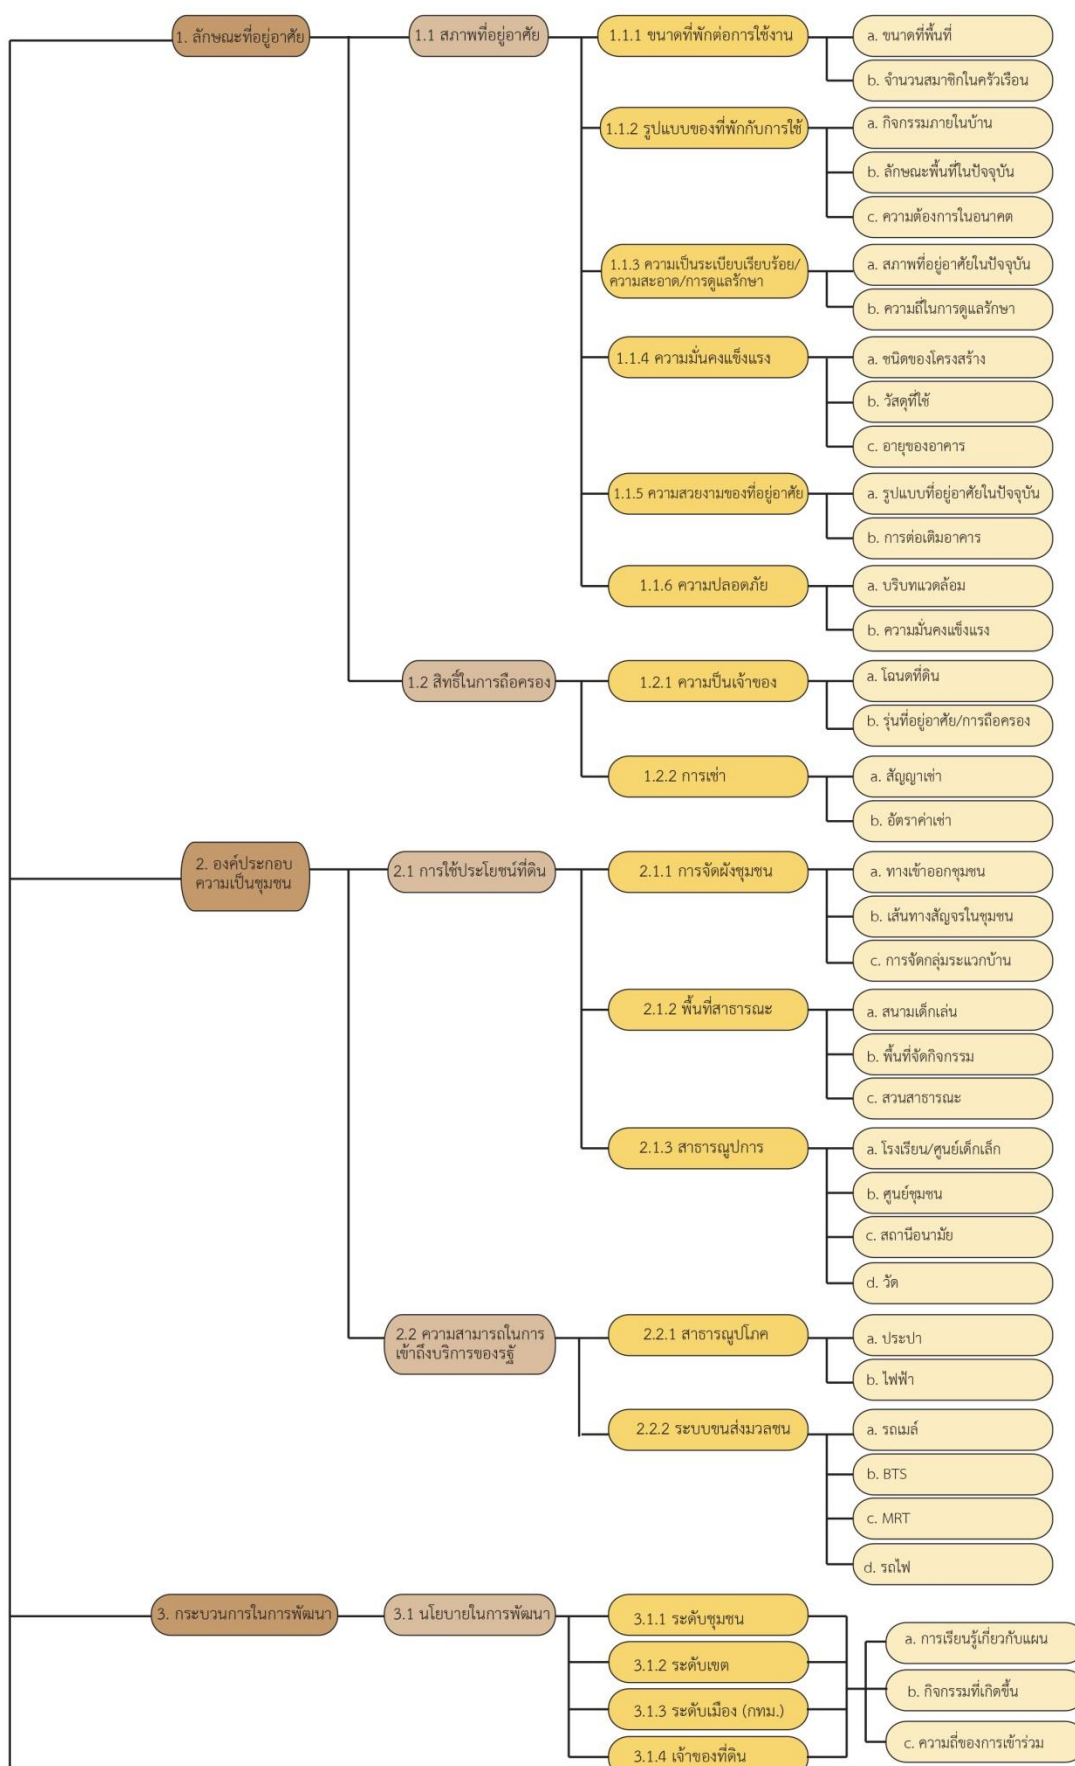 1. ลักษณะที่อยู่อาศัย
1.1 สภาพที่อยู่อาศัย
1.1.1 ขนาดที่พักต่อการใช้งาน
a. ขนาดที่พื้นที่
b. จำนวนสมาชิกในครัวเรือน
1.1.2 รูปแบบของที่พักกับการใช้
a. กิจกรรมภายในบ้าน
b. ลักษณะพื้นที่ในปัจจุบัน
c. ความต้องการในอนาคต
1.1.3 ความเป็นระเบียบเรียบร้อย/
ความสะอาด/การดูแลรักษา
a. สภาพที่อยู่อาศัยในปัจจุบัน
b. ความถี่ในการดูแลรักษา
1.1.4 ความมั่นคงแข็งแรง
a. ชนิดของโครงสร้าง
b. วัสดุที่ใช้
c. อายุของอาคาร
1.1.5 ความสวยงามของที่อยู่อาศัย
a. รูปแบบที่อยู่อาศัยในปัจจุบัน
b. การต่อเติมอาคาร
1.1.6 ความปลอดภัย
a. บริบทแวดล้อม
b. ความมั่นคงแข็งแรง
1.2 สิทธิ์ในการถือครอง
1.2.1 ความป็นเจ้าของ
a. โฉนดที่ดิน
b. รุ่นที่อยู่อาศัย/การถือครอง
1.2.2 การเช่า
a. สัญญาเช่า
b. อัตราค่าเช่า
2. องค์ประกอบ
ความเป็นชุมชน
2.1 การใช้ประโยชน์ที่ดิน
2.1.1 การจัดผังชุมชน
a. ทางเข้าออกชุมชน
b. เส้นทางสัญจรในชุมชน
c. การจัดกลุ่มระแวกบ้าน
2.1.2 พื้นที่สาธารณะ
a. สนามเด็กเล่น
b. พื้นที่จัดกิจกรรม
c. สวนสาธารณะ
2.1.3 สาธารณูปการ
a. โรงเรียน/ศูนย์เด็กเล็ก
b. ศูนย์ชุมชน
c. สถานีอนามัย
d. วัด
2.2 ความสามารถในการ
เข้าถึงบริการของรัฐ
2.2.1 สาธารณูปโภค
a. ประปา
b. ไฟฟ้า
2.2.2 ระบบขนส่งมวลชน
a. รถเมล์
b. BTS
c. MRT
d. รถไฟ
3. กระบวนการในการพัฒนา
3.1 นโยบายในการพัฒนา
3.1.1 ระดับชุมชน
3.1.2 ระดับเขต
3.1.3 ระดับเมือง (กทม.)
3.1.4 เจ้าของที่ดิน
a. การเรียนรู้เกี่ยวกับแผน
b. กิจกรรมที่เกิดขึ้น
c. ความถี่ของการเข้าร่วม